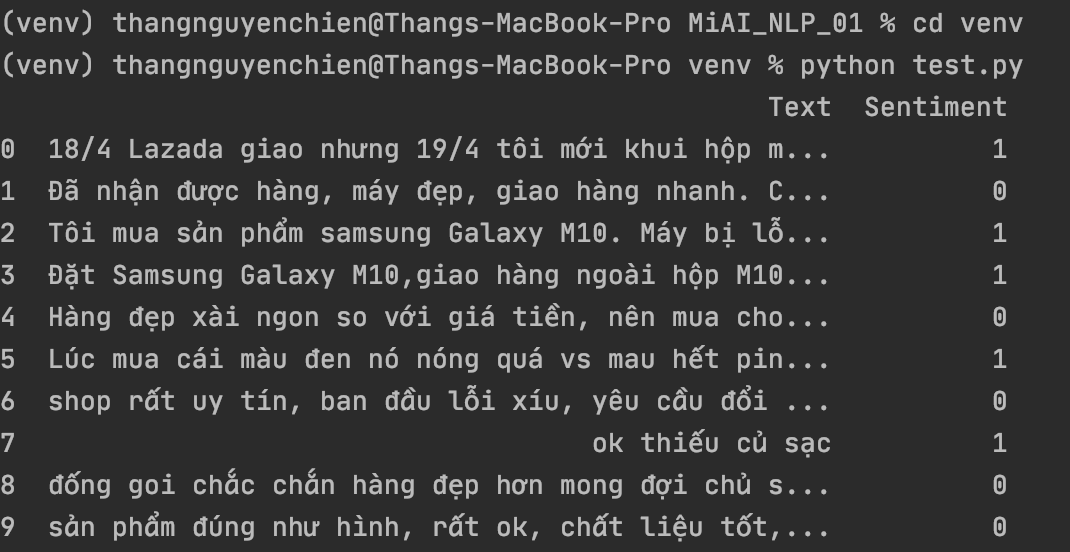 (venv) thangnguyenchien@Thangs-MacBook-Pro MiAI_NLP_01 % cd venv
(venv) thangnguyenchien@Thangs-MacBook-Pro venv % python test.py
Text Sentiment
0 18/4 Lazada giao nhưng 19/4 tôi mới khui hộp m... 1
1 Đã nhận được hàng, máy đẹp, giao hàng nhanh. C... 0
2 Tôi mua sản phẩm samsung Galaxy M10. Máy bị lỗ... 1
3 Đặt Samsung Galaxy M10,giao hàng ngoài hộp M10... 1
4 Hàng đẹp xài ngon so với giá tiền, nên mua cho... 0
5 Lúc mua cái màu đen nó nóng quá vs mau hết pin... 1
6 shop rất uy tín, ban đầu lỗi xíu, yêu cầu đổi ... 0
7 ok thiếu củ sạc 1
8 đống goi chắc chắn hàng đẹp hơn mong đợi chủ s... 0
9 sản phẩm đúng như hình, rất ok, chất liệu tốt,... 0